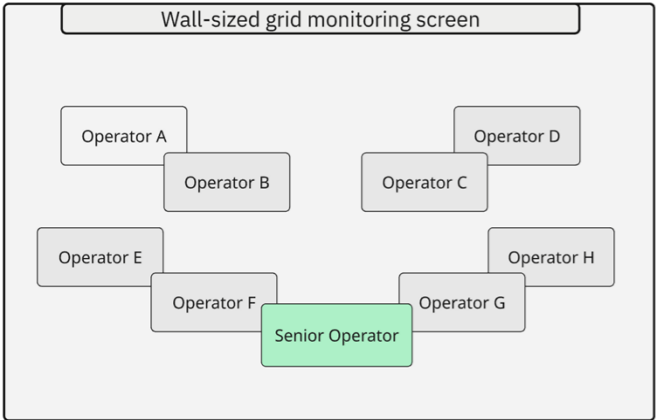 Wall-sized grid monitoring screen
Operator A
Operator D
Operator B
Operator C
Operator E
Operator H
Operator F
Operator G
Senior Operator